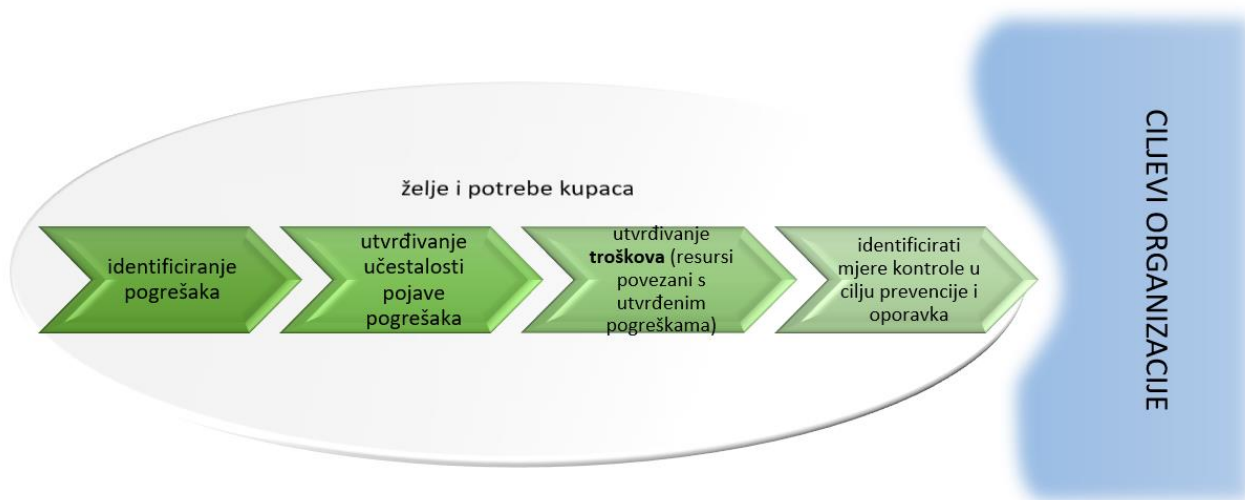 želje i potrebe kupaca
identificiranje
pogrešaka
utvrđivanje
učestalosti
pojave
pogrešaka
utvrđivanje
troškova (resursi
povezani s
utvrđenim
pogreškama)
identificirati
mjere kontrole u
cilju prevencije i
oporavka
CILJEVI ORGANIZACIJE